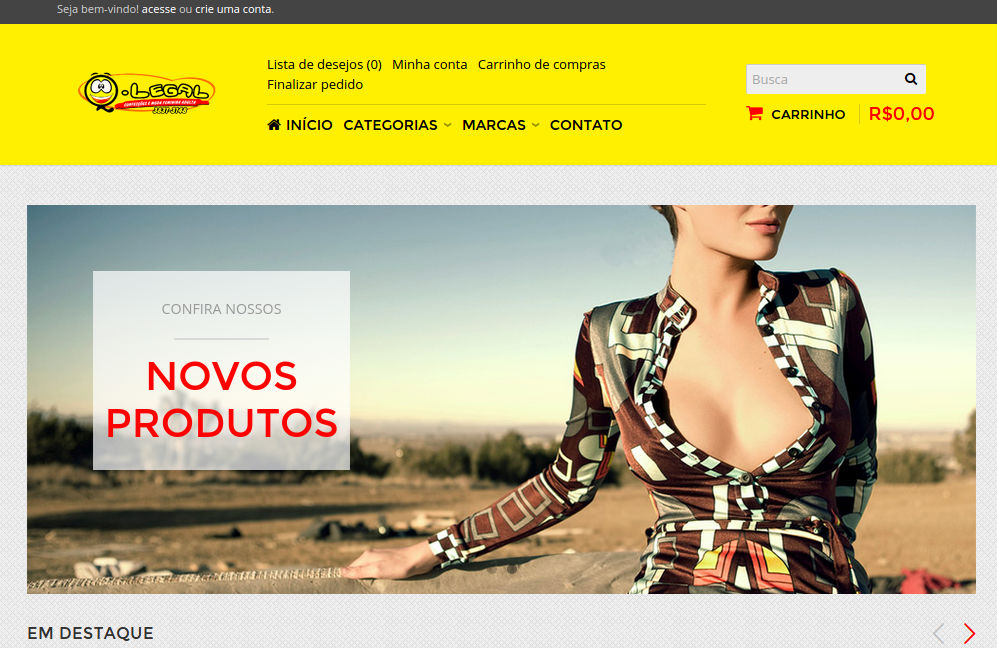 Seja bem-vindo! acesse ou crie uma conta.
Lista de desejos (0) Minha conta Carrinho de compras
Finalizar pedido
Busca
Q.LEGAL
CONFECÇÕES E MODA FEMININA ADULTA
INÍCIO CATEGORIAS MARCAS CONTATO
CARRINHO R$0,00
CONFIRA NOSSOS
NOVOS
PRODUTOS
EM DESTAQUE